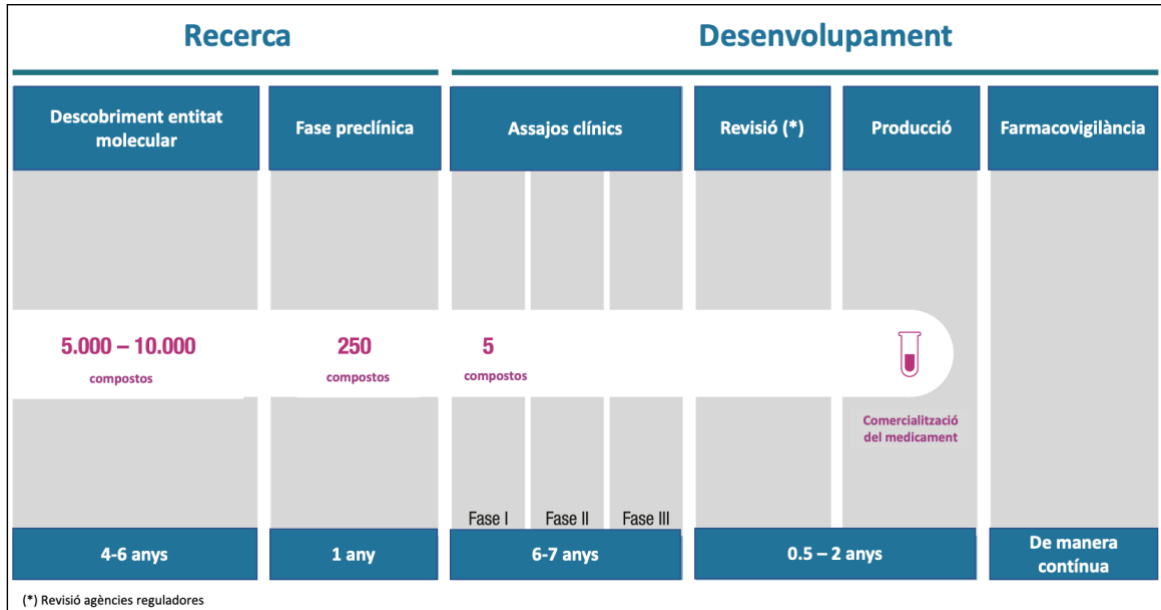 Recerca
Desenvolupament
Descobriment entitat
molecular
Fase preclínica
Assajos clínics
Revisió (*)
Producció
Farmacovigilància
5.000 – 10.000
compostos
250
compostos
5
compostos
Comercialització
del medicament
Fase I
Fase II
Fase III
4-6 anys
1 any
6-7 anys
0.5 – 2 anys
De manera
contínua
(*) Revisió agències reguladores